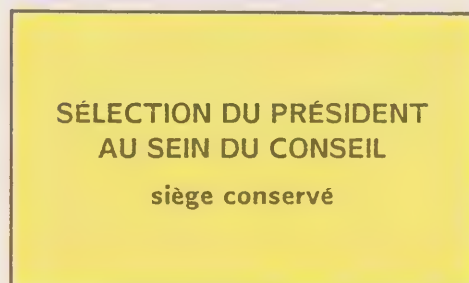 SÉLECTION DU PRÉSIDENT
AU SEIN DU CONSEIL
siège conservé